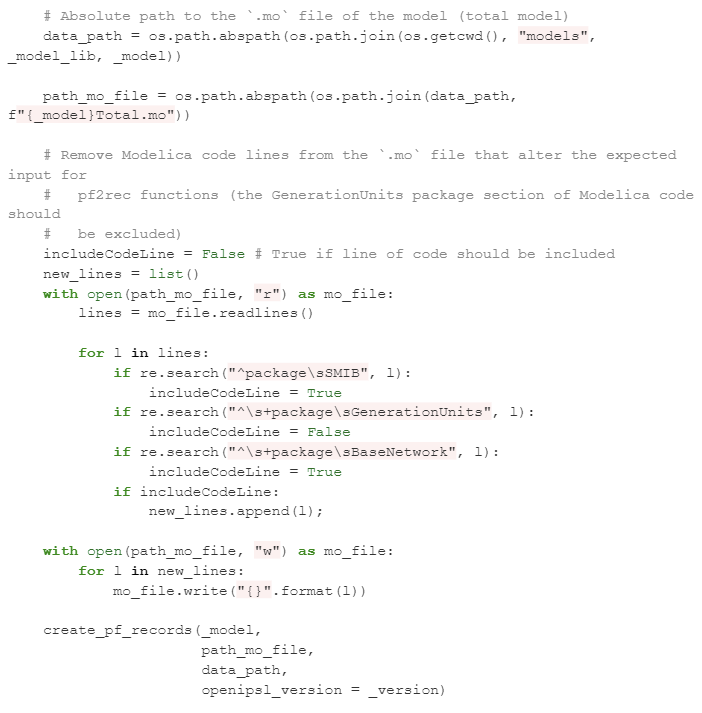 # Absolute path to the `.mo` file of the model (total model)
    data_path = os.path.abspath(os.path.join(os.getcwd(), "models",
_model_lib, _model))

    path_mo_file = os.path.abspath(os.path.join(data_path,
f"{_model}Total.mo"))

    # Remove Modelica code lines from the `.mo` file that alter the expected
input for
    #   pf2rec functions (the GenerationUnits package section of Modelica code
should
    #   be excluded)
    includeCodeLine = False # True if line of code should be included
    new_lines = list()
    with open(path_mo_file, "r") as mo_file:
        lines = mo_file.readlines()

        for l in lines:
            if re.search("^package\sSMIB", l):
                includeCodeLine = True
            if re.search("^\s+package\sGenerationUnits", l):
                includeCodeLine = False
            if re.search("^\s+package\sBaseNetwork", l):
                includeCodeLine = True
            if includeCodeLine:
                new_lines.append(l);

    with open(path_mo_file, "w") as mo_file:
        for l in new_lines:
            mo_file.write("{}".format(l))

    create_pf_records(_model,
                      path_mo_file,
                      data_path,
                      openipsl_version = _version)